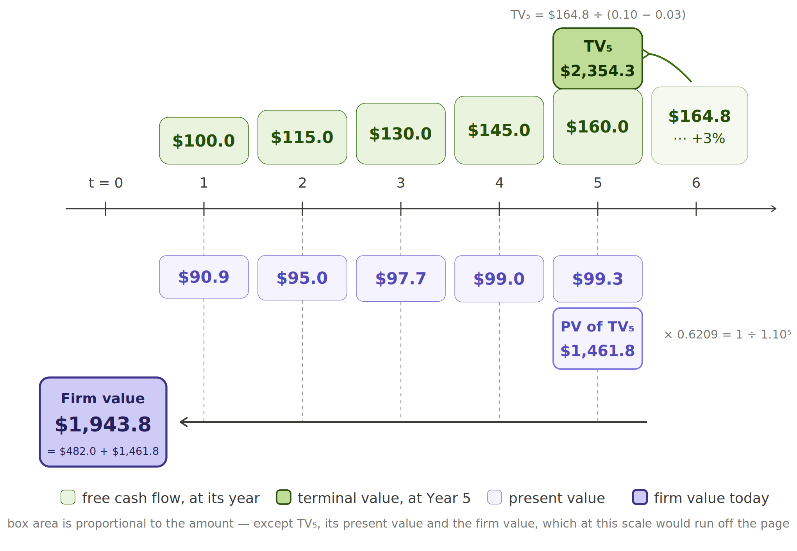 TV₅ = $164.8 ÷ (0.10 − 0.03)
TV₅
$2,354.3
$100.0
$115.0
$130.0
$145.0
$160.0
$164.8
··· +3%
t = 0
1
2
3
4
5
6
$90.9
$95.0
$97.7
$99.0
$99.3
PV of TV₅
$1,461.8
× 0.6209 = 1 ÷ 1.10⁵
Firm value
$1,943.8
= $482.0 + $1,461.8
free cash flow, at its year
terminal value, at Year 5
present value
firm value today
box area is proportional to the amount — except TV₅, its present value and the firm value, which at this scale would run off the page